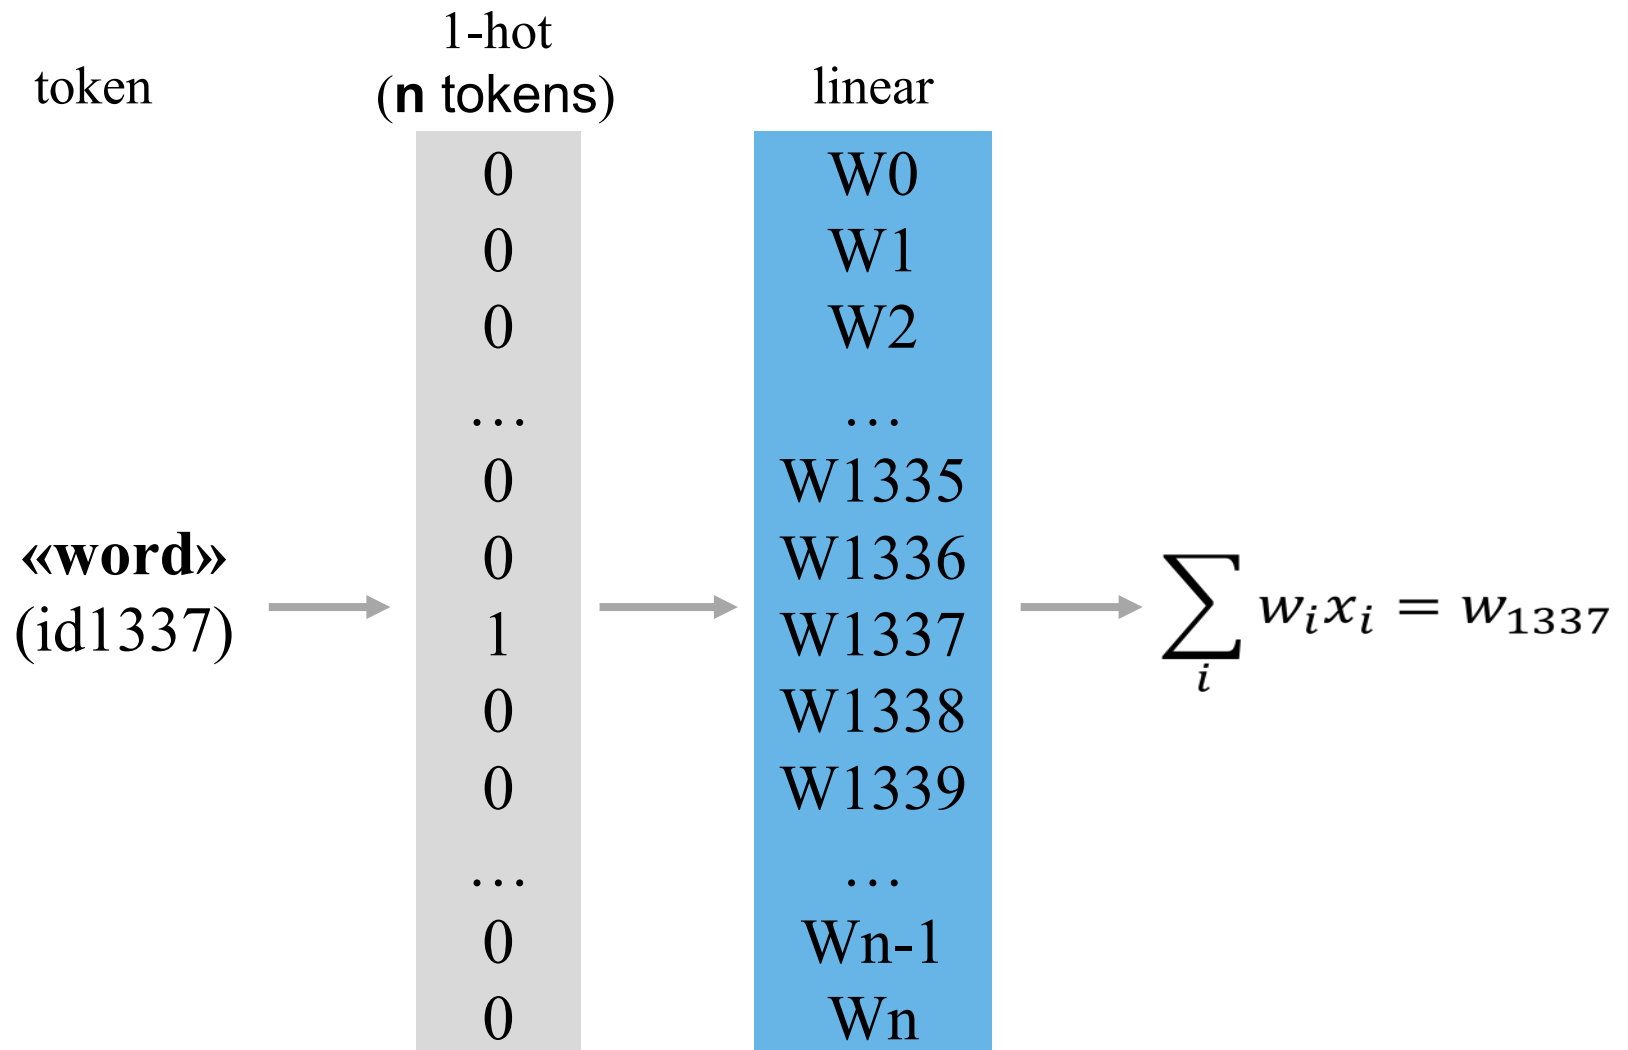 token
1-hot
(n tokens)
linear
0
0
0
…
0
0
1
0
0
…
0
0
W0
W1
W2
…
W1335
W1336
W1337
W1338
W1339
…
Wn-1
Wn
«word»
(id1337)
∑ᵢ wᵢxᵢ = w₁₃₃₇